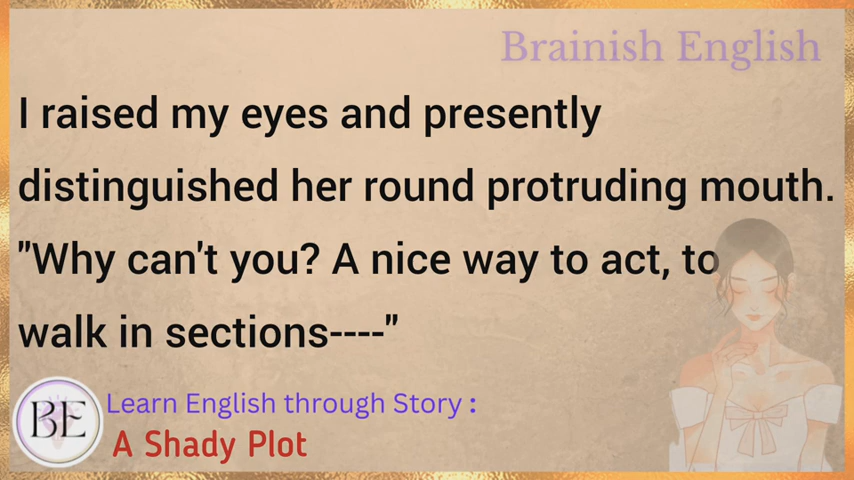 Brainish English
I raised my eyes and presently
distinguished her round protruding mouth.
"Why can't you? A nice way to act, to
walk in sections----"
BE
Learn English through Story :
A Shady Plot